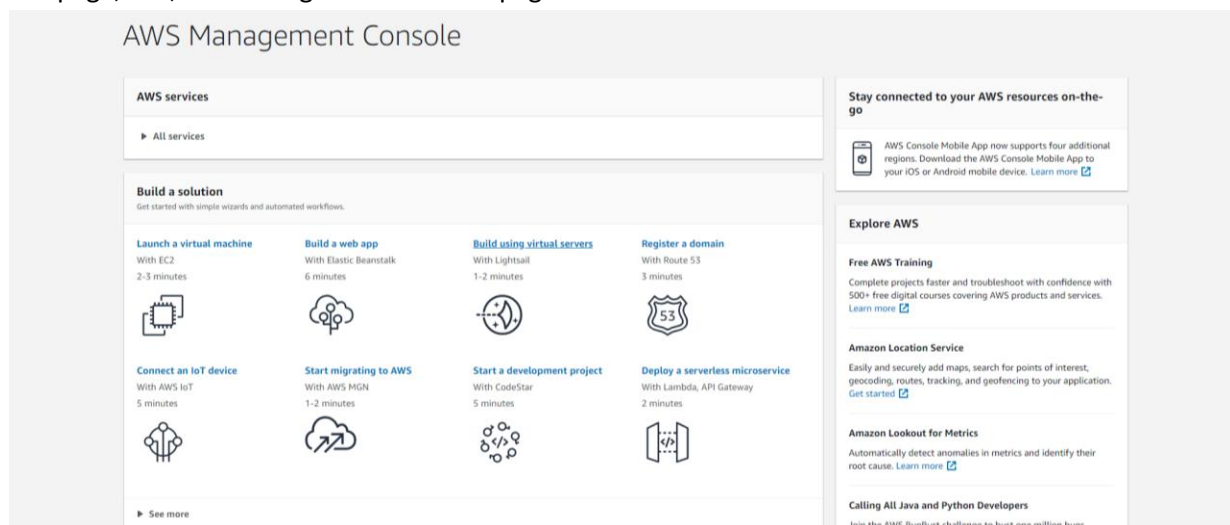 AWS Management Console
AWS services
▶ All services
Build a solution
Get started with simple wizards and automated workflows.
Launch a virtual machine
With EC2
2-3 minutes
Build a web app
With Elastic Beanstalk
6 minutes
Build using virtual servers
With Lightsail
1-2 minutes
Register a domain
With Route 53
3 minutes
53
Connect an IoT device
With AWS IoT
5 minutes
Start migrating to AWS
With AWS MGN
1-2 minutes
Start a development project
With CodeStar
5 minutes
</>
Deploy a serverless microservice
With Lambda, API Gateway
2 minutes
</>
▶ See more
Stay connected to your AWS resources on-the-
go
AWS Console Mobile App now supports four additional
regions. Download the AWS Console Mobile App to
your iOS or Android mobile device. Learn more
Explore AWS
Free AWS Training
Complete projects faster and troubleshoot with confidence with
500+ free digital courses covering AWS products and services.
Learn more
Amazon Location Service
Easily and securely add maps, search for points of interest,
geocoding, routes, tracking, and geofencing to your application.
Get started
Amazon Lookout for Metrics
Automatically detect anomalies in metrics and identify their
root cause. Learn more
Calling All Java and Python Developers